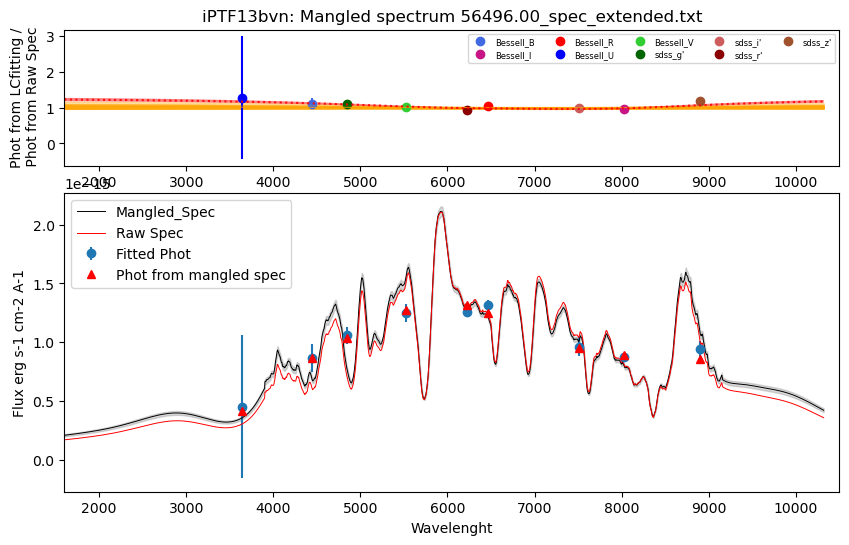 iPTF13bvn: Mangled spectrum 56496.00_spec_extended.txt
Phot from LCfitting /
Phot from Raw Spec
3
2
1
0
Bessell_B
Bessell_R
Bessell_V
sdss_i'
sdss_z'
Bessell_I
Bessell_U
sdss_g'
sdss_r'
2000
3000
4000
5000
6000
7000
8000
9000
10000
1e−15
Mangled_Spec
Raw Spec
Fitted Phot
Phot from mangled spec
Flux erg s-1 cm-2 A-1
2.0
1.5
1.0
0.5
0.0
2000
3000
4000
5000
6000
7000
8000
9000
10000
Wavelenght